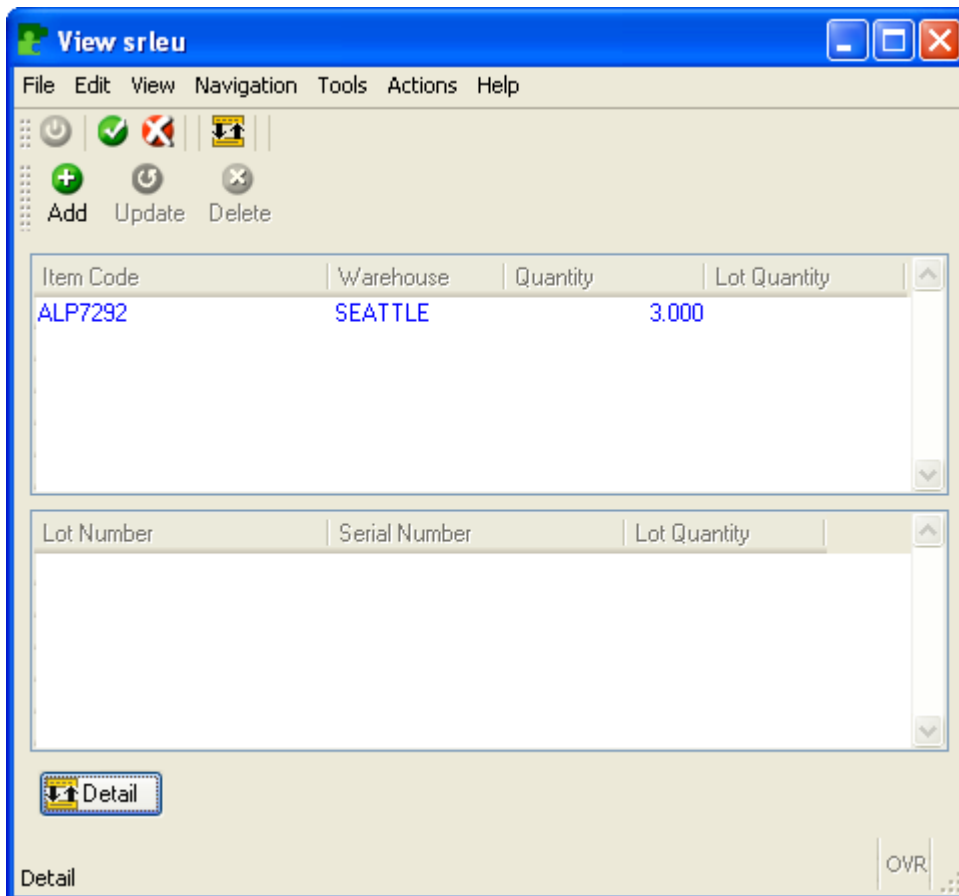 View srleu
File Edit View Navigation Tools Actions Help
Add Update Delete
Item Code Warehouse Quantity Lot Quantity
ALP7292 SEATTLE 3.000
Lot Number Serial Number Lot Quantity
Detail
Detail OVR